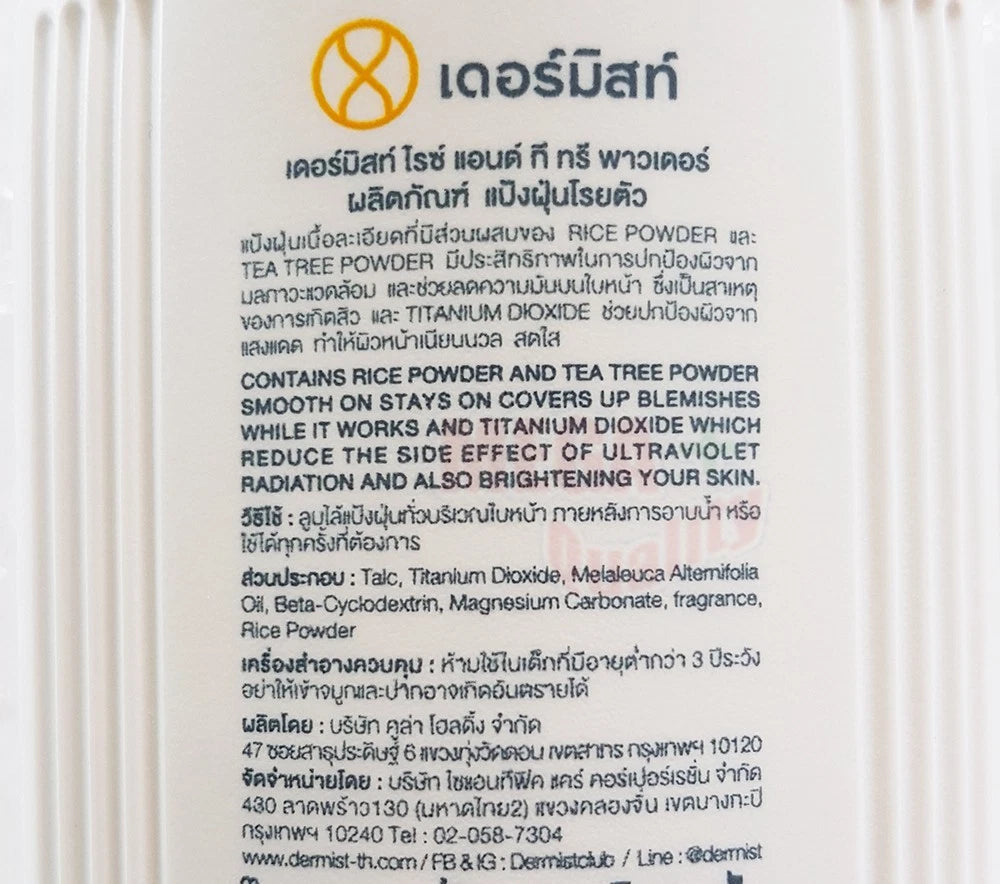 เดอร์มิสท์
เดอร์มิสท์ ไรซ์ แอนด์ ที ทรี พาวเดอร์
ผลิตภัณฑ์ แป้งฝุ่นโรยตัว
แป้งฝุ่นเนื้อละเอียดที่มีส่วนผสมของ RICE POWDER และ
TEA TREE POWDER มีประสิทธิภาพในการปกป้องผิวจาก
มลภาวะแวดล้อม และช่วยลดความมันบนใบหน้า ซึ่งเป็นสาเหตุ
ของการเกิดสิว และ TITANIUM DIOXIDE ช่วยปกป้องผิวจาก
แสงแดด ทำให้ผิวหน้าเนียนนวล สดใส
CONTAINS RICE POWDER AND TEA TREE POWDER
SMOOTH ON STAYS ON COVERS UP BLEMISHES
WHILE IT WORKS AND TITANIUM DIOXIDE WHICH
REDUCE THE SIDE EFFECT OF ULTRAVIOLET
RADIATION AND ALSO BRIGHTENING YOUR SKIN.
วิธีใช้ : ลูบไล้แป้งฝุ่นทั่วบริเวณใบหน้า ภายหลังการอาบน้ำ หรือ
ใช้ได้ทุกครั้งที่ต้องการ
ส่วนประกอบ : Talc, Titanium Dioxide, Melaleuca Alternifolia
Oil, Beta-Cyclodextrin, Magnesium Carbonate, fragrance,
Rice Powder
เครื่องสำอางควบคุม : ห้ามใช้ในเด็กที่มีอายุต่ำกว่า 3 ปีระวัง
อย่าให้เข้าจมูกและปากอาจเกิดอันตรายได้
ผลิตโดย : บริษัท คูล่า โฮลดิ้ง จำกัด
47 ซอยสาธุประดิษฐ์ 6 แขวงทุ่งวัดดอน เขตสาทร กรุงเทพฯ 10120
จัดจำหน่ายโดย : บริษัท ไซแอนทีฟิค แคร์ คอร์เปอร์เรชั่น จำกัด
430 ลาดพร้าว130 (มหาดไทย2) แขวงคลองจั่น เขตบางกะปิ
กรุงเทพฯ 10240 Tel : 02-058-7304
www.dermist-th.com / FB & IG : Dermistclub / Line : @dermist
Quality